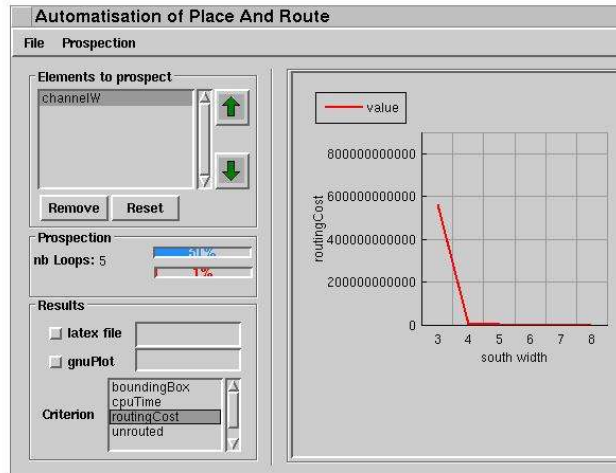 Automatisation of Place And Route
File Prospection
Elements to prospect
channelW
Remove Reset
Prospection
nb Loops: 5
50%
1%
Results
latex file
gnuPlot
Criterion
boundingBox
cpuTime
routingCost
unrouted
value
800000000000
600000000000
400000000000
200000000000
0
routingCost
3 4 5 6 7 8
south width